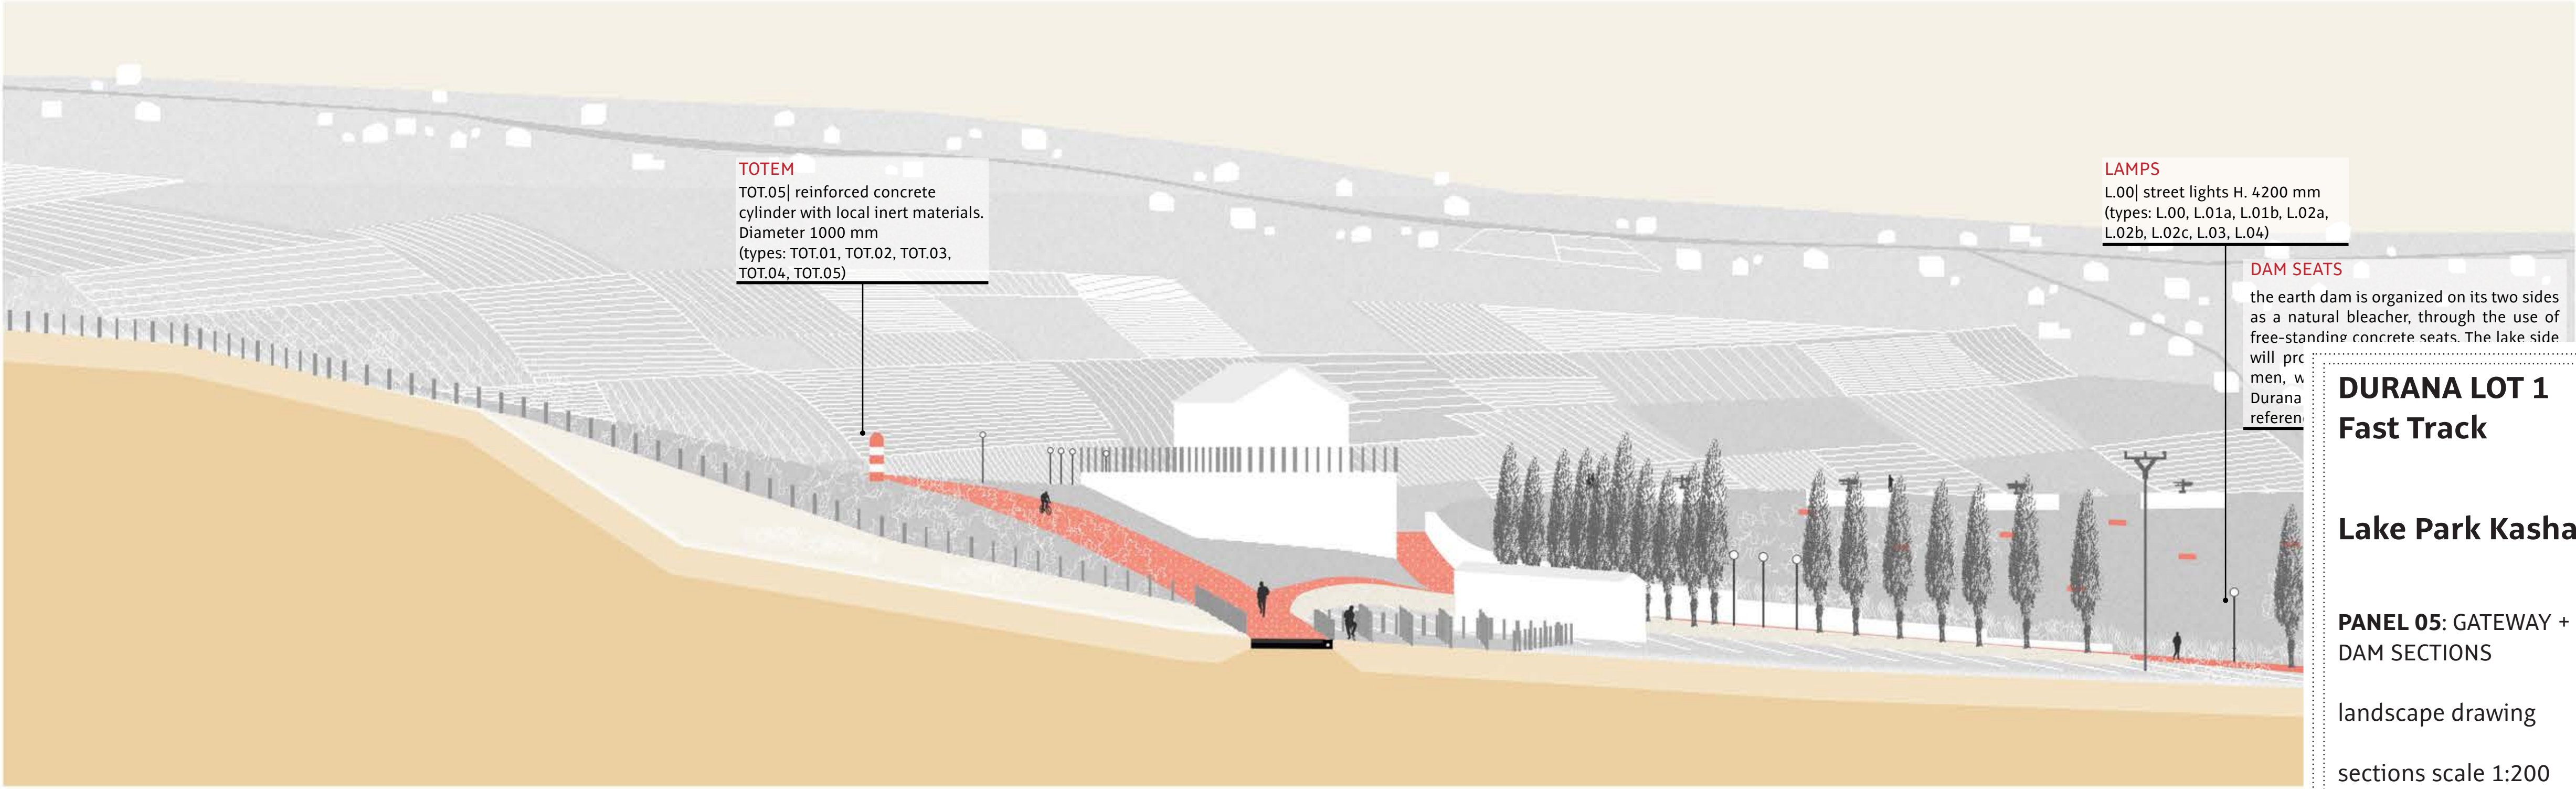 TOTEM
TOT.05| reinforced concrete
cylinder with local inert materials.
Diameter 1000 mm
(types: TOT.01, TOT.02, TOT.03,
TOT.04, TOT.05)
LAMPS
L.00| street lights H. 4200 mm
(types: L.00, L.01a, L.01b, L.02a,
L.02b, L.02c, L.03, L.04)
DAM SEATS
the earth dam is organized on its two sides
as a natural bleacher, through the use of
free-standing concrete seats. The lake side
will
men,
Durana
DURANA LOT 1
Fast Track
Lake Park Kasha
PANEL 05: GATEWAY +
DAM SECTIONS
landscape drawing
sections scale 1:200